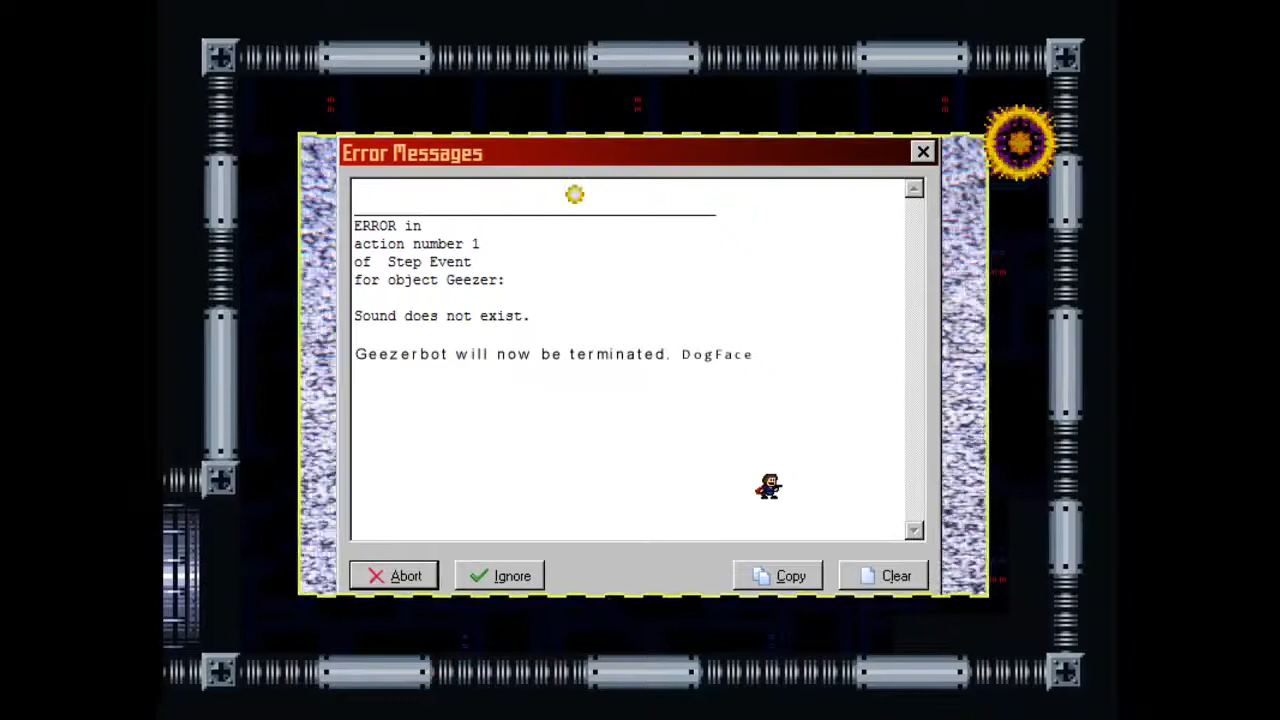 Error Messages
ERROR in
action number 1
of  Step Event
for object Geezer:
Sound does not exist.
Geezerbot will now be terminated. DogFace
Abort
Ignore
Copy
Clear